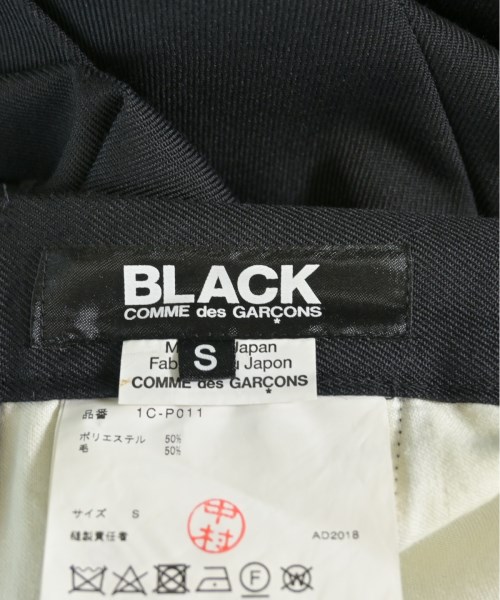 BLACK
COMME des GARÇONS
S
Japan
Japon
COMME des GARÇONS
品番 1C-P011
ポリエステル 50%
毛 50%
サイズ S
中村
縫製責任者 AD2018
F
W